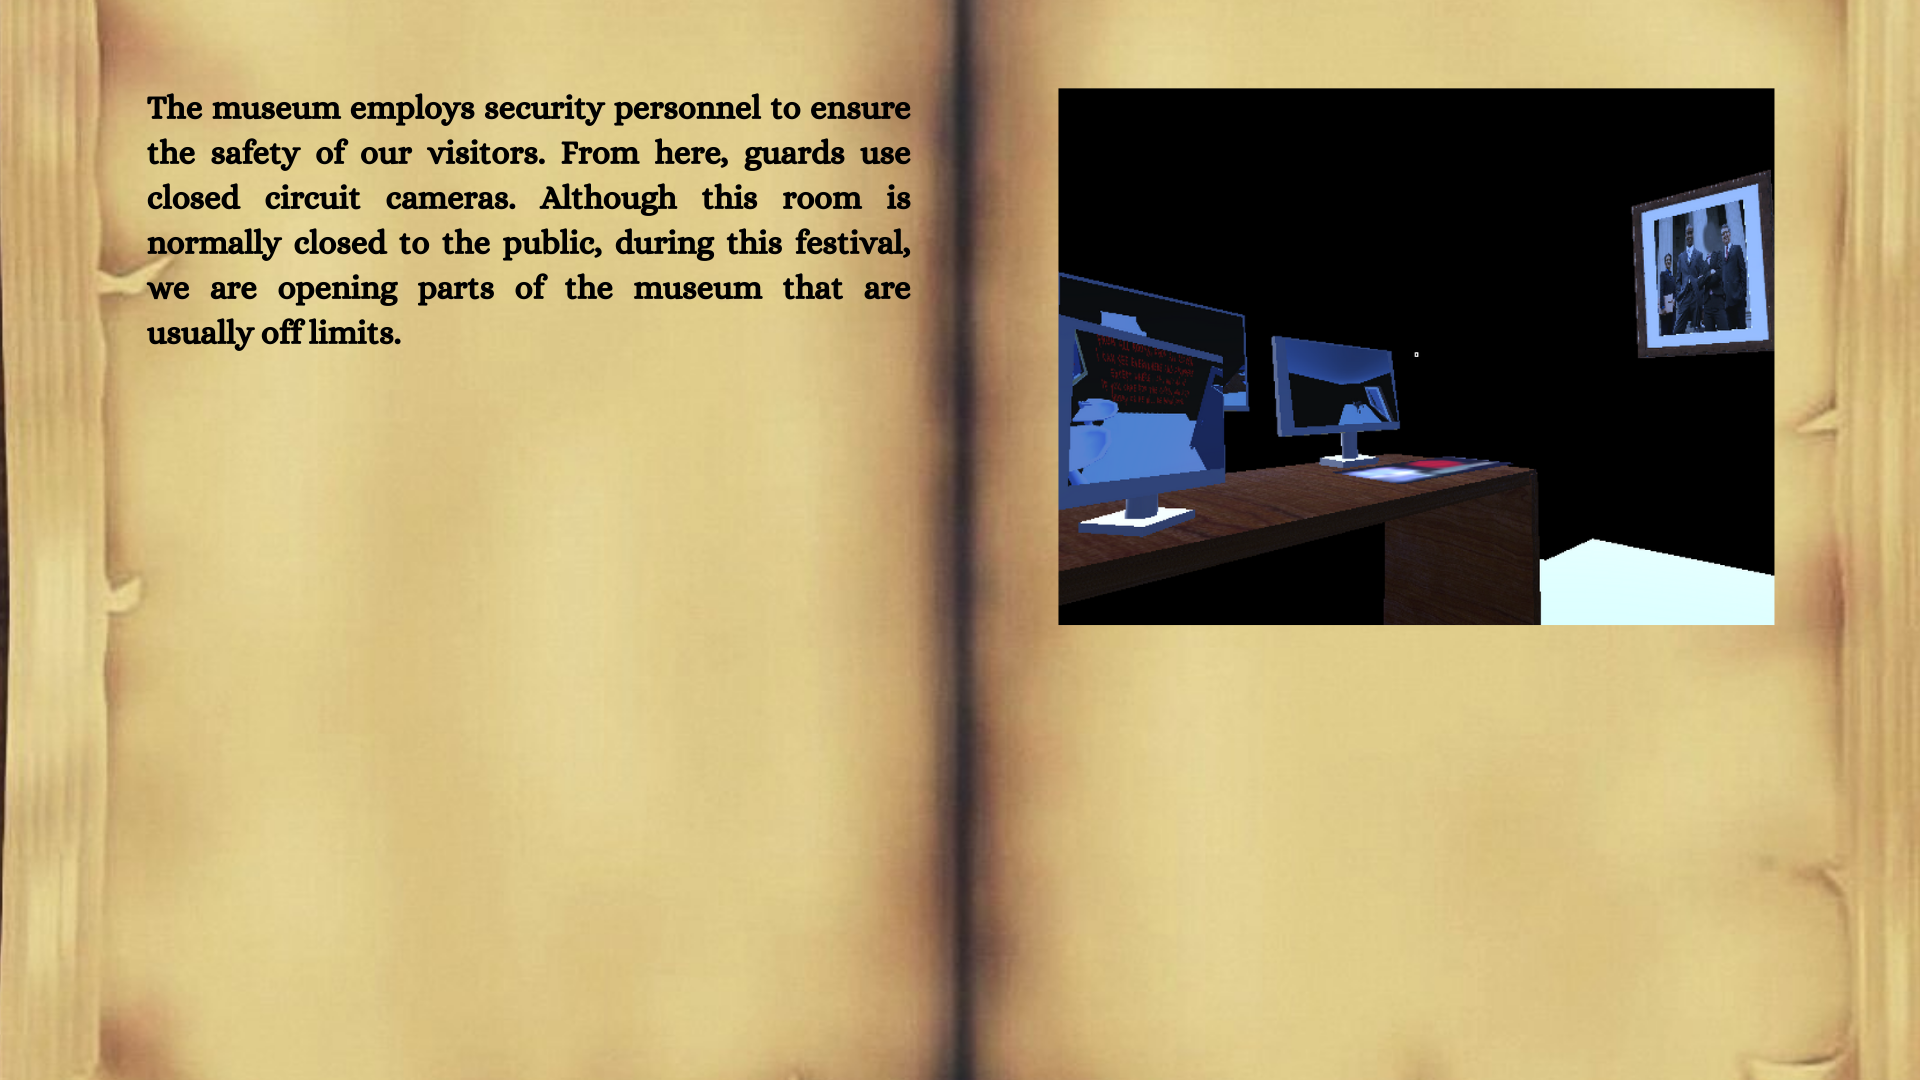 The museum employs security personnel to ensure
the safety of our visitors. From here, guards use
closed circuit cameras. Although this room is
normally closed to the public, during this festival,
we are opening parts of the museum that are
usually off limits.